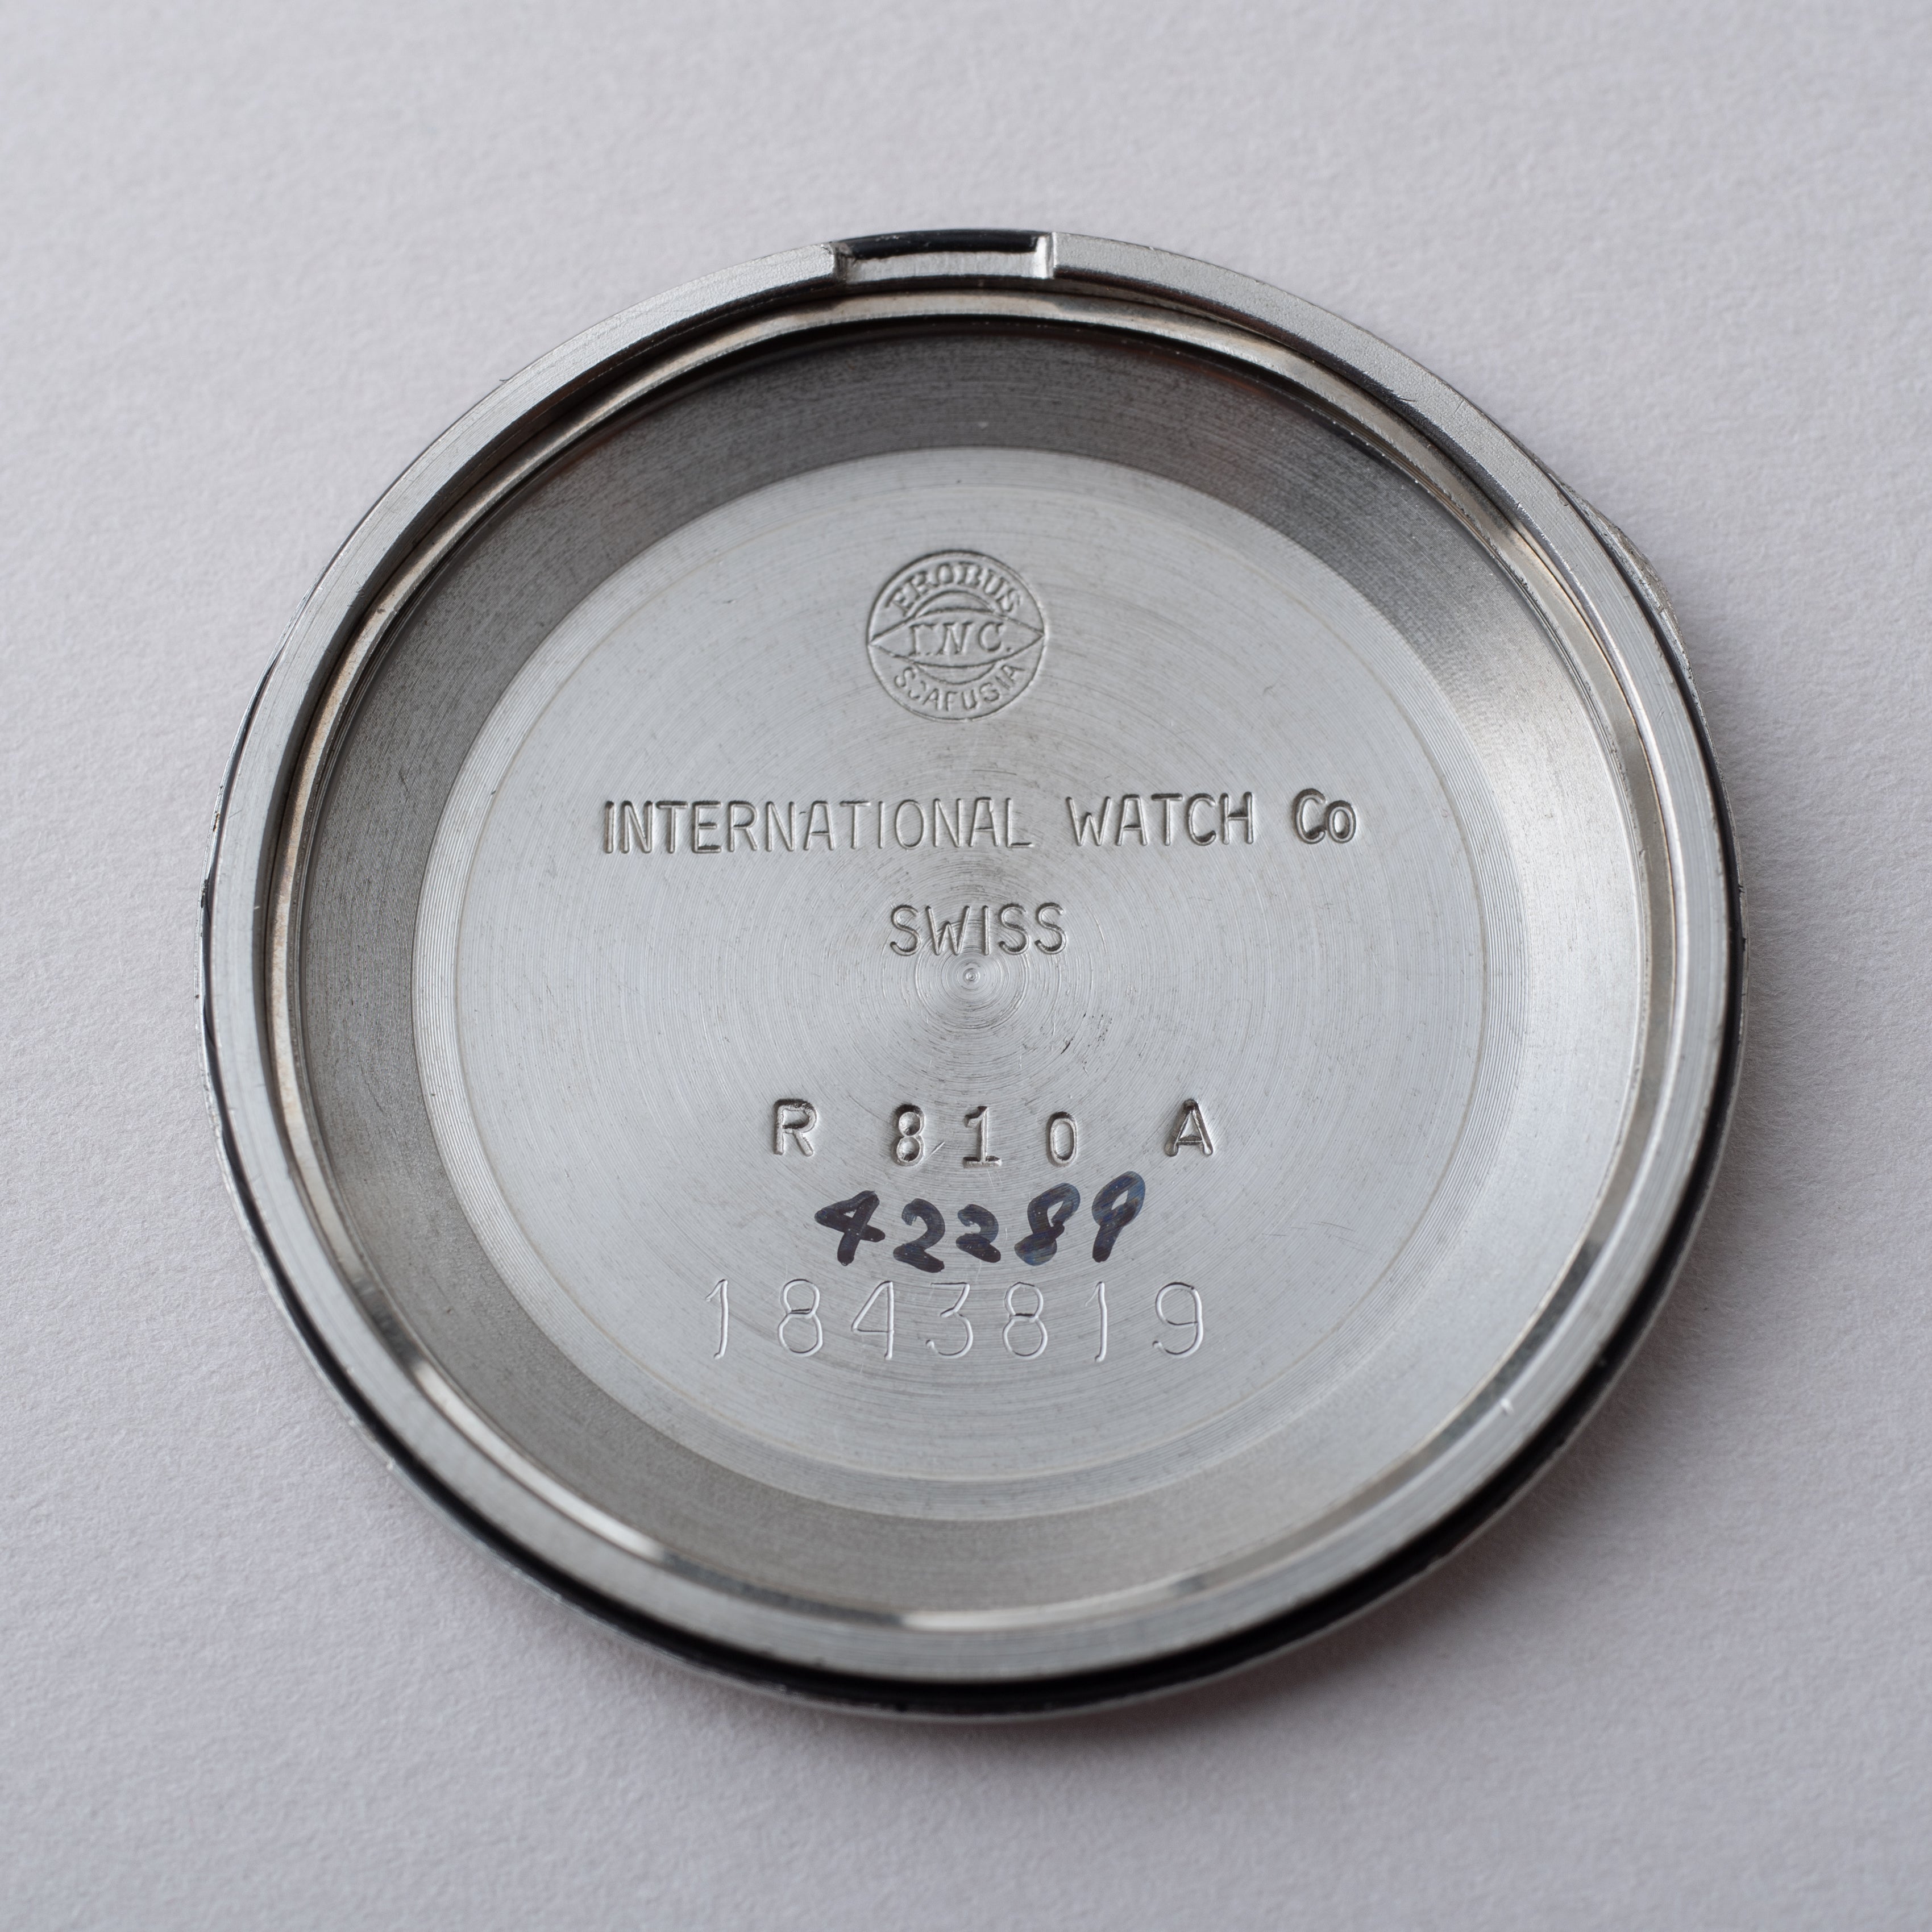 PROBUS
I.W.C.
SCAFUSIA
INTERNATIONAL WATCH Co
SWISS
R 810 A
42289
1843819